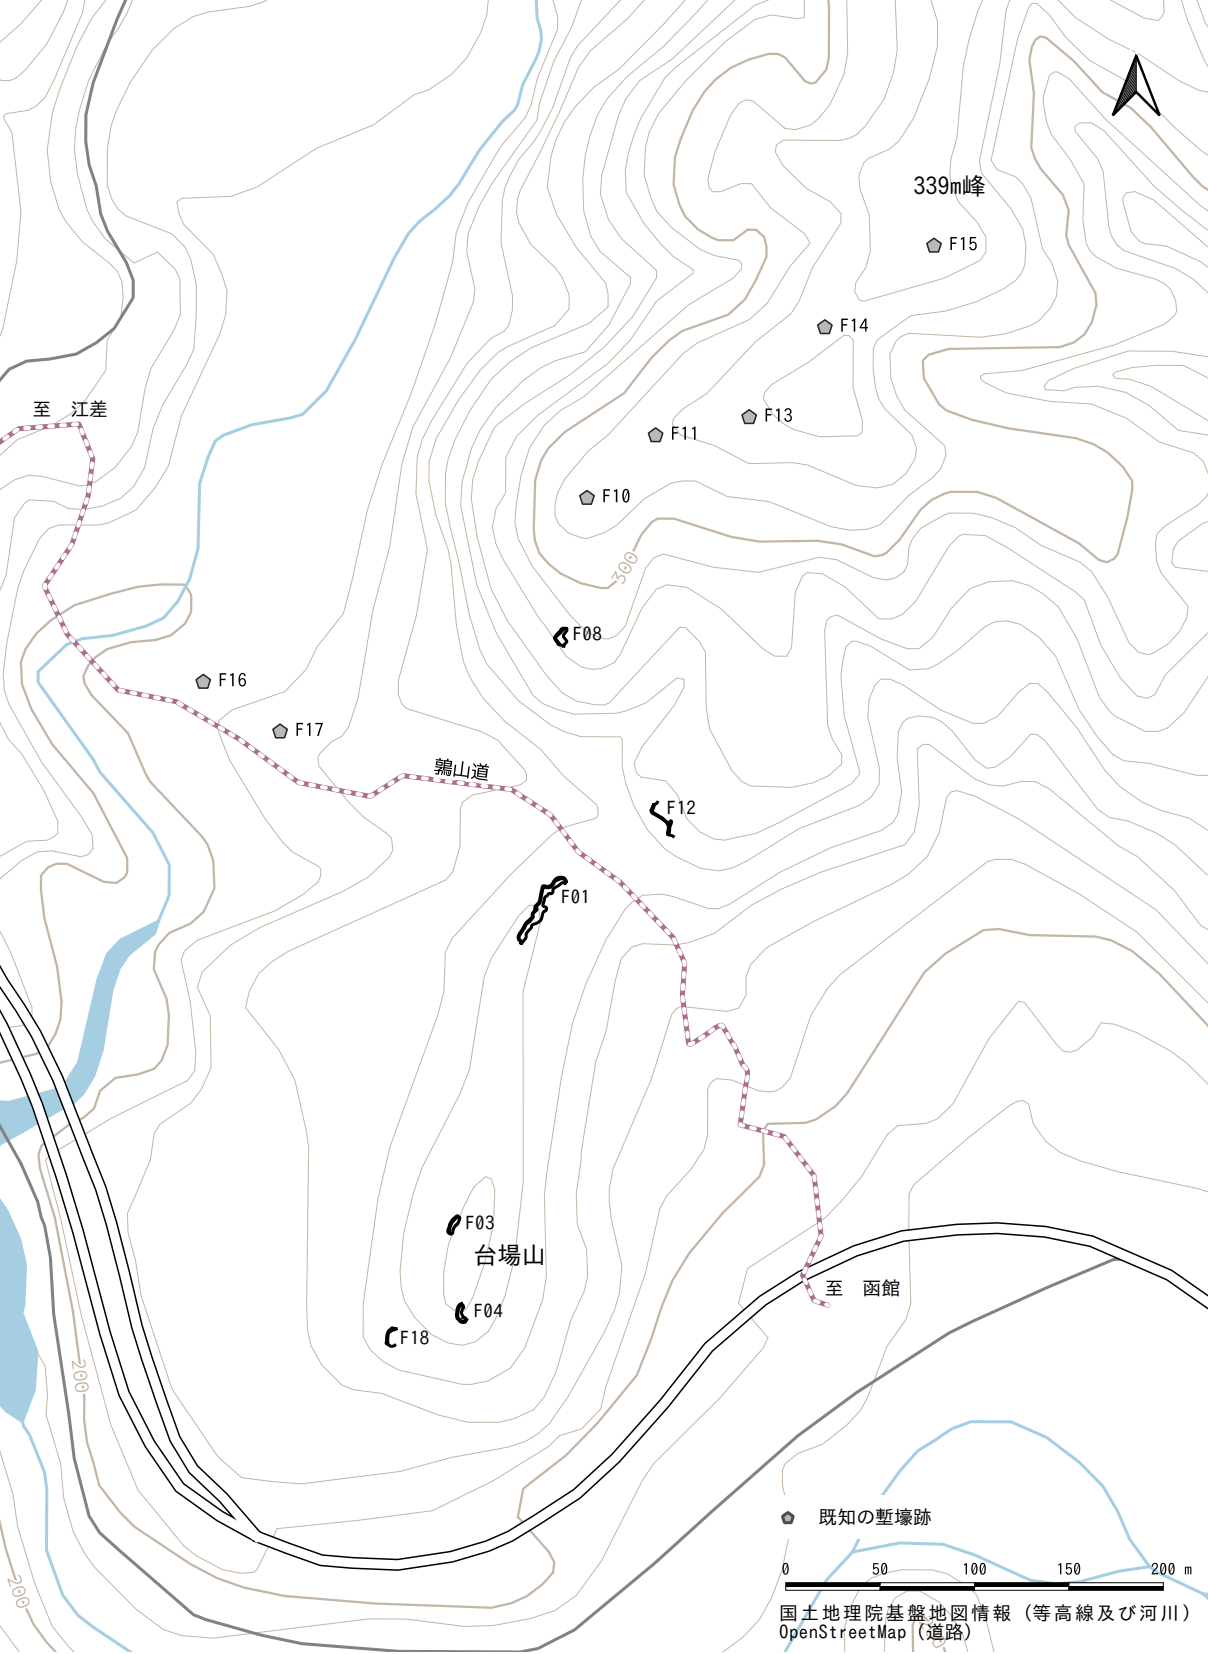 339m峰
F15
F14
至　江差
F13
F11
F10
300
F08
F16
F17
鶉山道
F12
F01
F03
台場山
F04
F18
至　函館
200
200
既知の塹壕跡
0 50 100 150 200 m
国土地理院基盤地図情報（等高線及び河川）
OpenStreetMap（道路）